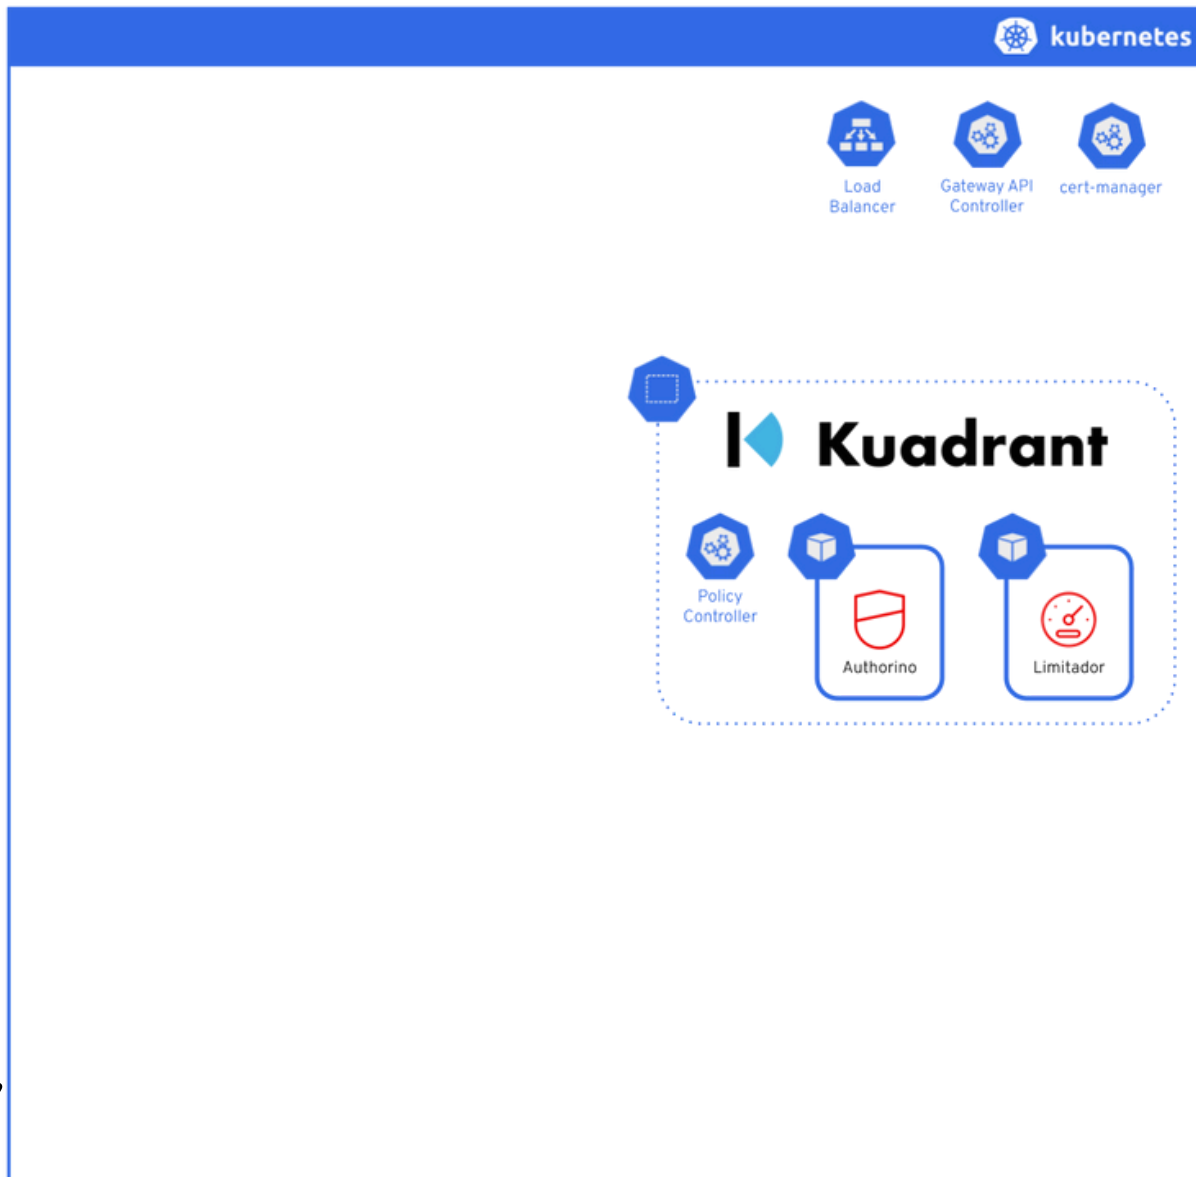 kubernetes
Load
Balancer
Gateway API
Controller
cert-manager
Kuadrant
Policy
Controller
Authorino
Limitador